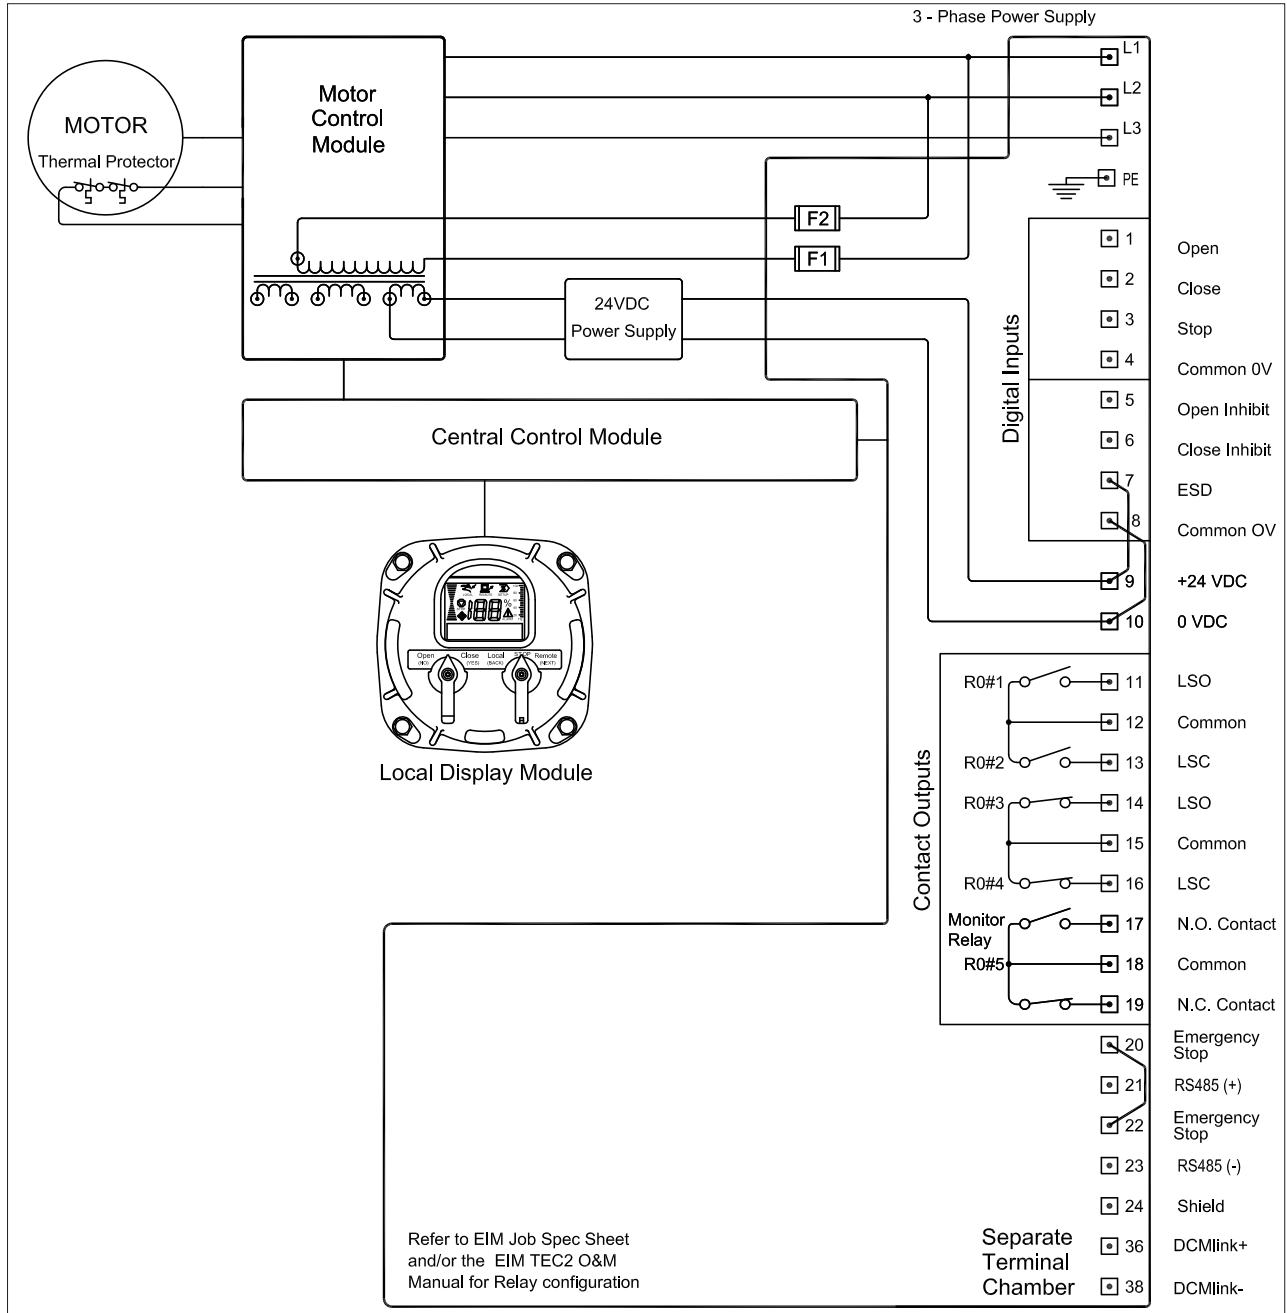 3 - Phase Power Supply
L1
L2
L3
PE
MOTOR
Thermal Protector
Motor
Control
Module
F2
F1
24VDC
Power Supply
Central Control Module
Digital Inputs
1 Open
2 Close
3 Stop
4 Common 0V
5 Open Inhibit
6 Close Inhibit
7 ESD
8 Common OV
9 +24 VDC
10 0 VDC
188 %
Open Close Local STOP Remote
(NO) (YES) (BACK) (NEXT)
Local Display Module
Contact Outputs
R0#1 11 LSO
12 Common
R0#2 13 LSC
R0#3 14 LSO
15 Common
R0#4 16 LSC
Monitor
Relay
17 N.O. Contact
R0#5 18 Common
19 N.C. Contact
20 Emergency
Stop
21 RS485 (+)
22 Emergency
Stop
23 RS485 (-)
24 Shield
36 DCMlink+
38 DCMlink-
Refer to EIM Job Spec Sheet
and/or the EIM TEC2 O&M
Manual for Relay configuration
Separate
Terminal
Chamber